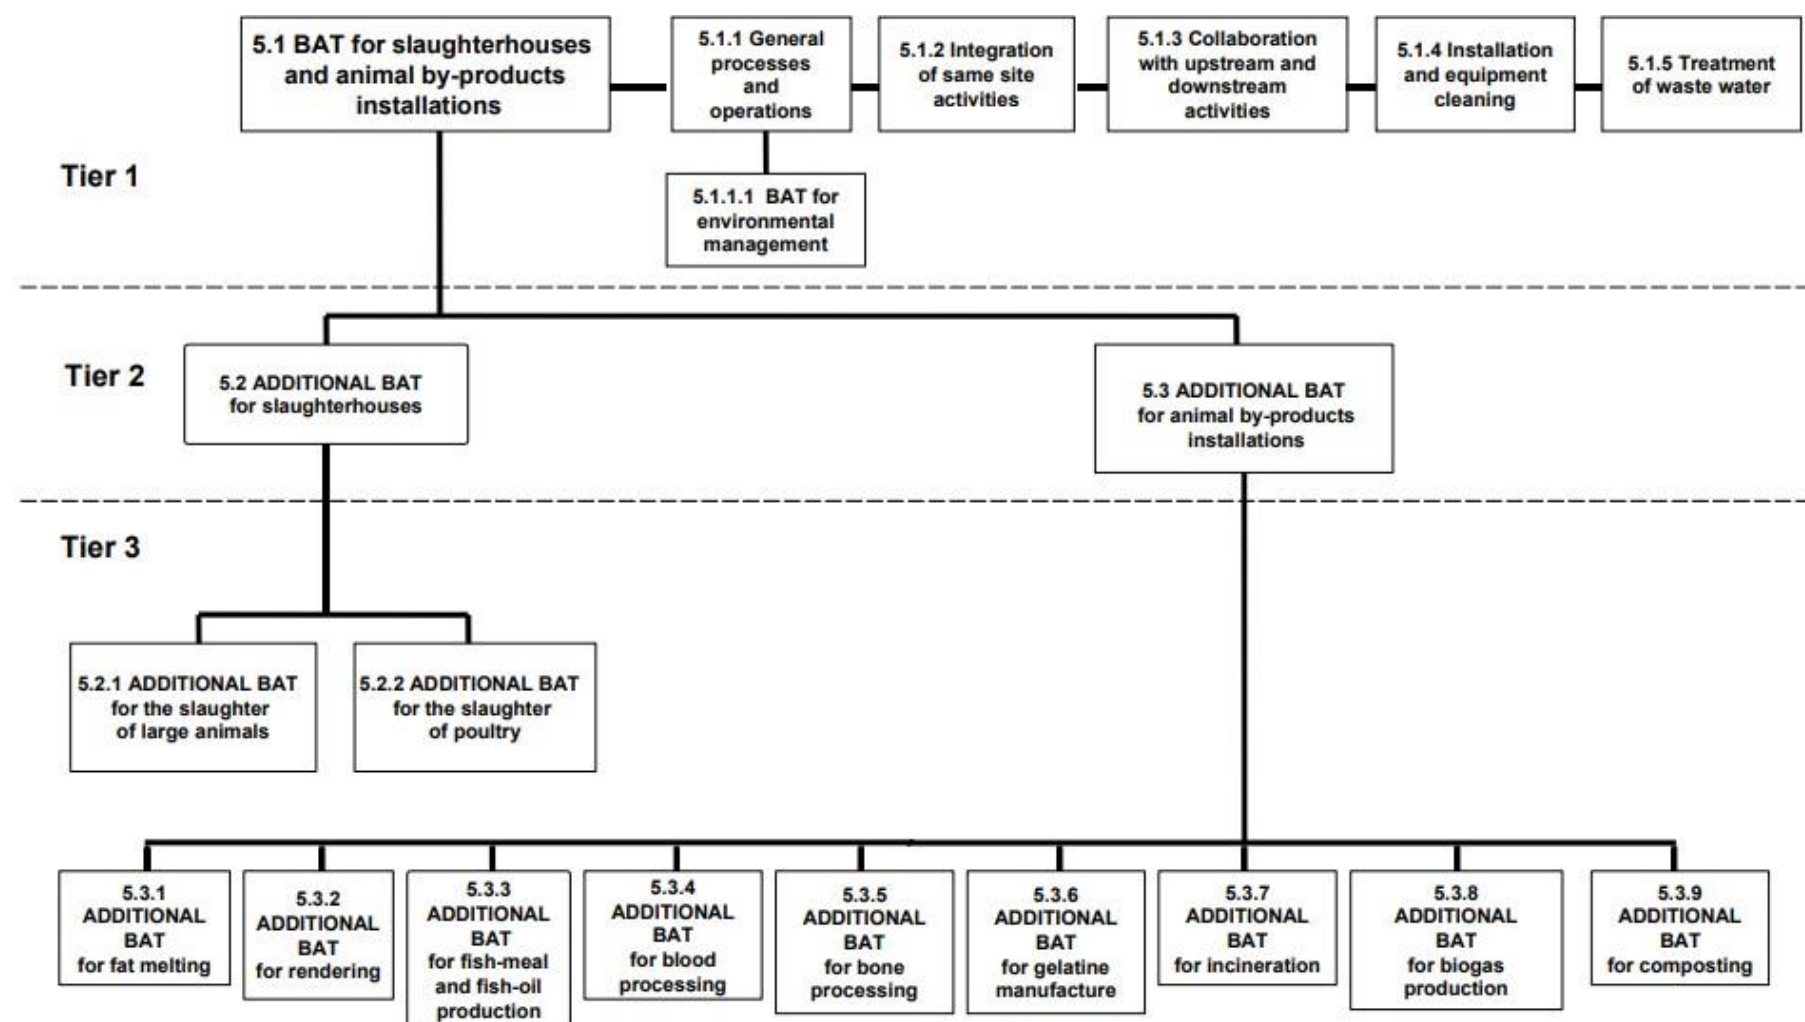 5.1 BAT for slaughterhouses
and animal by-products
installations
5.1.1 General
processes
and
operations
5.1.2 Integration
of same site
activities
5.1.3 Collaboration
with upstream and
downstream
activities
5.1.4 Installation
and equipment
cleaning
5.1.5 Treatment
of waste water
Tier 1
5.1.1.1 BAT for
environmental
management
Tier 2
5.2 ADDITIONAL BAT
for slaughterhouses
5.3 ADDITIONAL BAT
for animal by-products
installations
Tier 3
5.2.1 ADDITIONAL BAT
for the slaughter
of large animals
5.2.2 ADDITIONAL BAT
for the slaughter
of poultry
5.3.1
ADDITIONAL
BAT
for fat melting
5.3.2
ADDITIONAL
BAT
for rendering
5.3.3
ADDITIONAL
BAT
for fish-meal
and fish-oil
production
5.3.4
ADDITIONAL
BAT
for blood
processing
5.3.5
ADDITIONAL
BAT
for bone
processing
5.3.6
ADDITIONAL
BAT
for gelatine
manufacture
5.3.7
ADDITIONAL
BAT
for incineration
5.3.8
ADDITIONAL
BAT
for biogas
production
5.3.9
ADDITIONAL
BAT
for composting